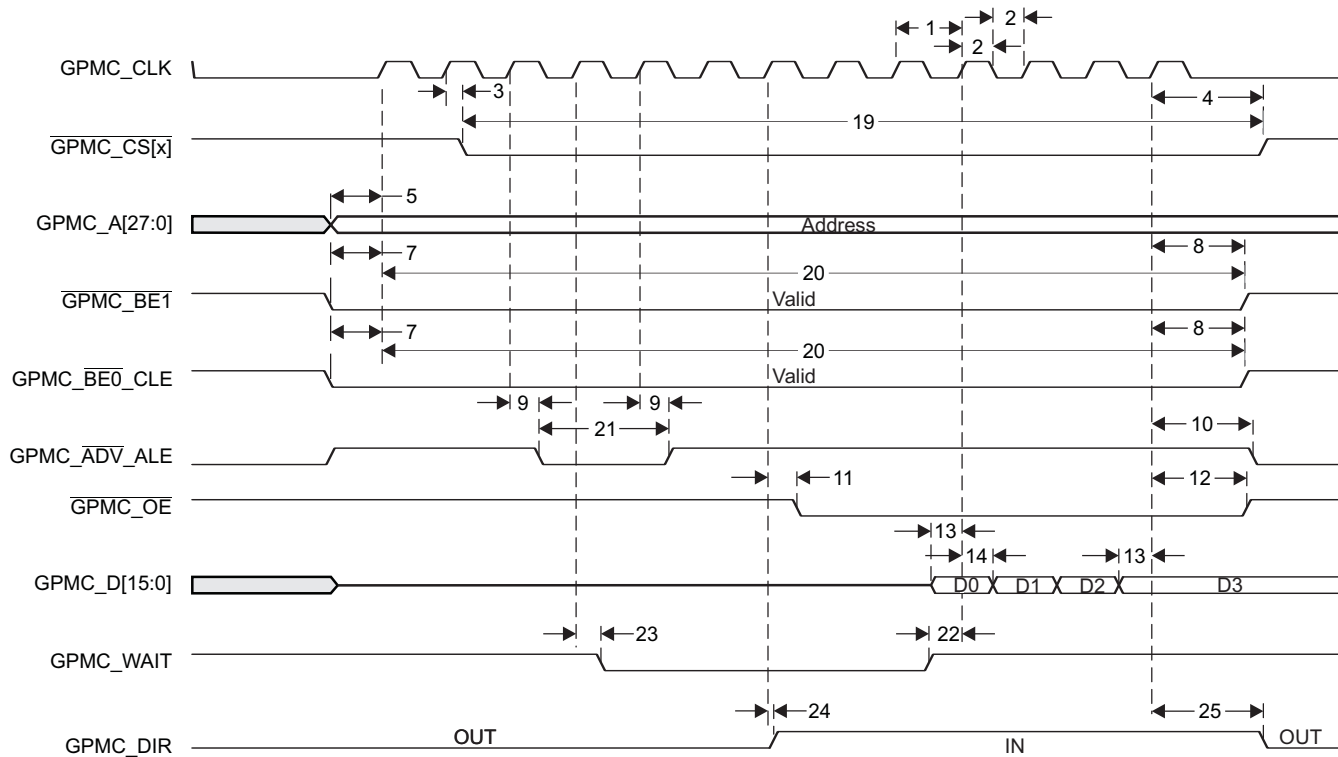 1 2
2
GPMC_CLK
3 4
19
GPMC_CS[x]
5
GPMC_A[27:0] Address
7 8
20
GPMC_BE1 Valid
7 8
20
GPMC_BE0_CLE Valid
9 9
21 10
GPMC_ADV_ALE
11 12
GPMC_OE
13
14 13
GPMC_D[15:0] D0 D1 D2 D3
23 22
GPMC_WAIT
24 25
GPMC_DIR OUT IN OUT